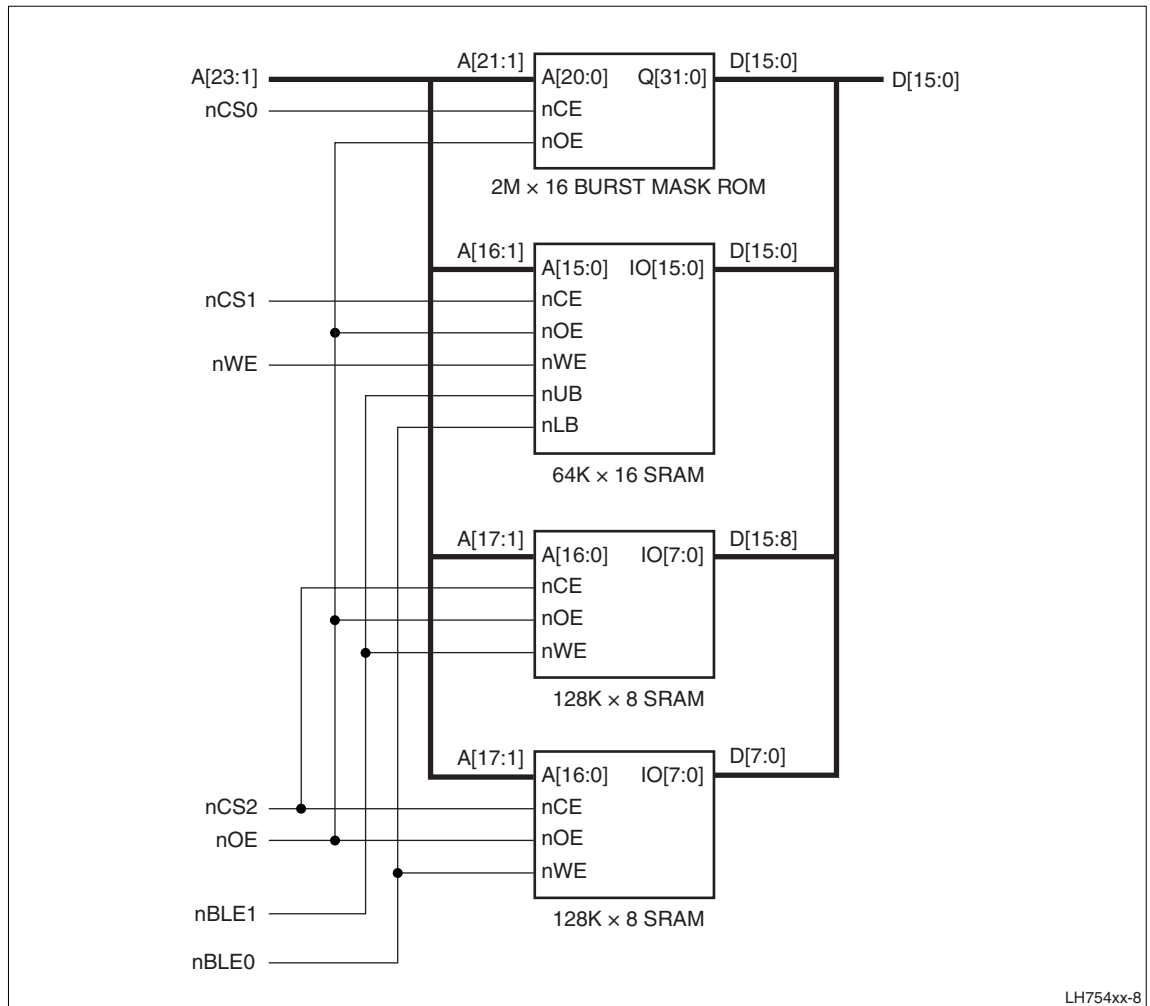 A[23:1]
nCS0
A[21:1]
A[20:0] Q[31:0]
nCE
nOE
D[15:0]
D[15:0]
2M × 16 BURST MASK ROM
A[16:1]
A[15:0] IO[15:0]
nCE
nOE
nWE
nUB
nLB
D[15:0]
nCS1
nWE
64K × 16 SRAM
A[17:1]
A[16:0] IO[7:0]
nCE
nOE
nWE
D[15:8]
128K × 8 SRAM
A[17:1]
A[16:0] IO[7:0]
nCE
nOE
nWE
D[7:0]
nCS2
nOE
nBLE1
nBLE0
128K × 8 SRAM
LH754xx-8